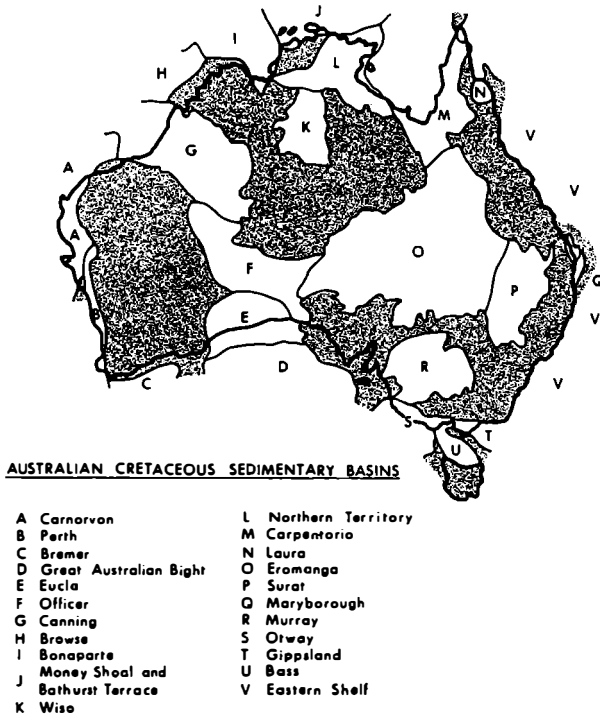 J
I
L
H
N
M
K
V
G
A
V
A
O
F
Q
P
B
E
V
R
D
C
V
S
T
U
AUSTRALIAN CRETACEOUS SEDIMENTARY BASINS
A Carnorvon
B Perth
C Bremer
D Great Australian Bight
E Eucla
F Officer
G Canning
H Browse
I Bonaparte
J Money Shoal and
Bathurst Terrace
K Wiso
L Northern Territory
M Carpentorio
N Laura
O Eromanga
P Surat
Q Maryborough
R Murray
S Otway
T Gippsland
U Bass
V Eastern Shelf